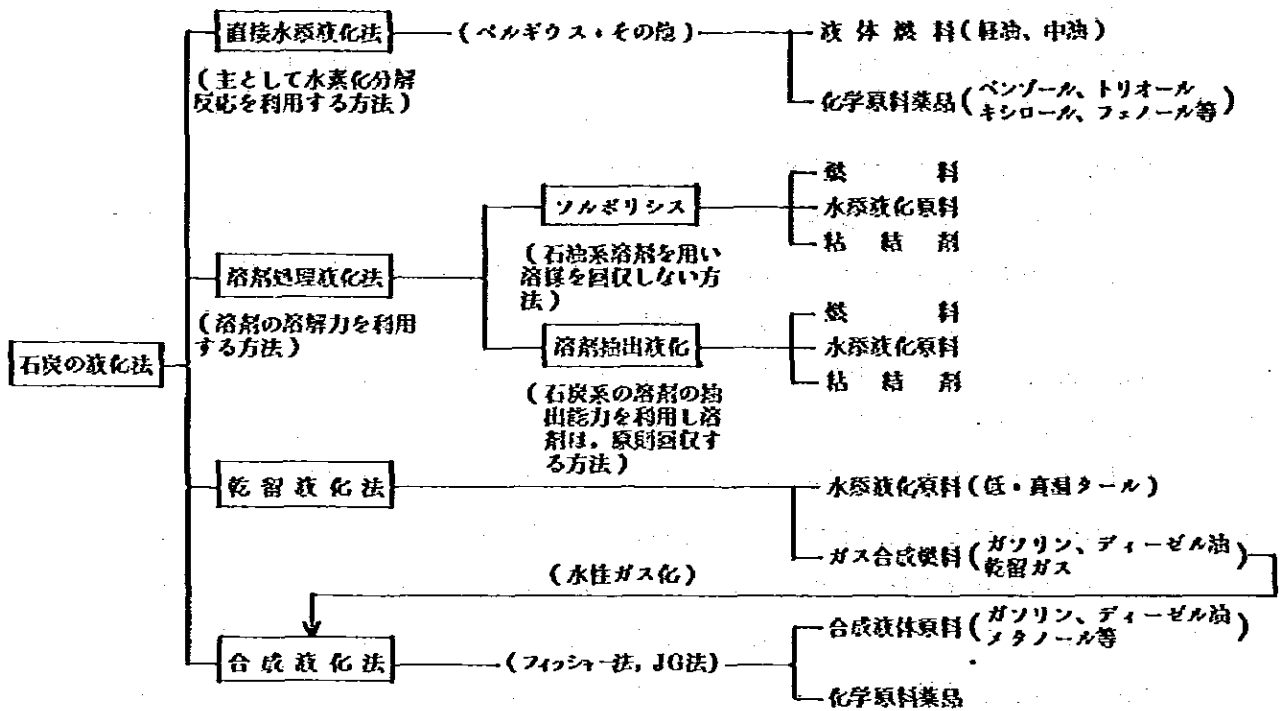 直接水添液化法
(ベルギウス・その他)
液体燃料(軽油、中油)
(主として水素化分解
反応を利用する方法)
化学原料薬品(ベンゾール、トリオール
キシロール、フェノール等)
燃料
ソルボリシス
水添液化原料
粘結剤
(石油系溶剤を用い
溶媒を回収しない方
法)
溶剤処理液化法
(溶剤の溶解力を利用
する方法)
燃料
溶剤抽出液化
水添液化原料
粘結剤
(石炭系の溶剤の抽
出能力を利用し溶
剤は、原則回収す
る方法)
石炭の液化法
乾留液化法
水添液化原料(低・高温タール)
ガス合成燃料(ガソリン、ディーゼル油
乾留ガス)
(水性ガス化)
合成液化法
(フィッシャー法,JG法)
合成液体原料(ガソリン、ディーゼル油
メタノール等)
化学原料薬品